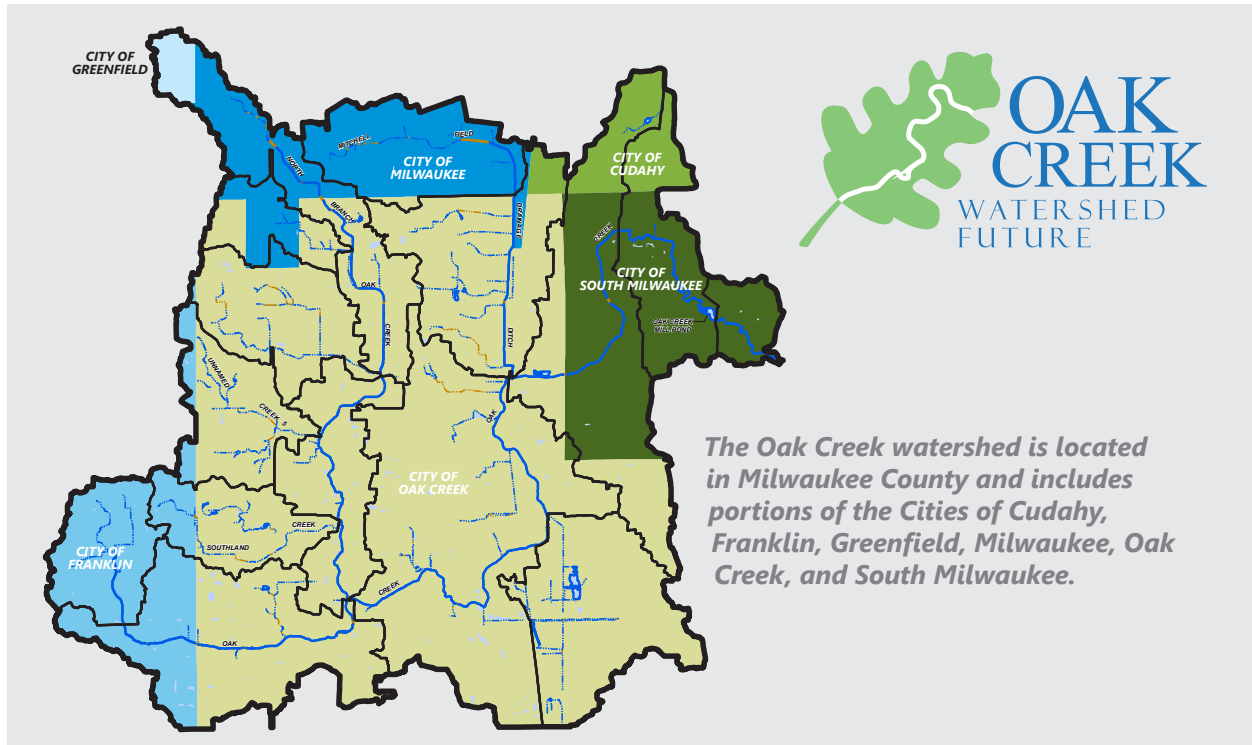 CITY OF
GREENFIELD
MITCHELL
FIELD
CITY OF
MILWAUKEE
CITY OF
CUDAHY
NORTH
BRANCH
DRAINAGE
CREEK
CITY OF
SOUTH MILWAUKEE
OAK
OAK CREEK
MILL POND
CREEK
DITCH
UNNAMED
CREEK 5
OAK
CITY OF
OAK CREEK
CREEK
SOUTHLAND
CITY OF
FRANKLIN
CREEK
OAK
OAK
CREEK
WATERSHED
FUTURE
The Oak Creek watershed is located
in Milwaukee County and includes
portions of the Cities of Cudahy,
Franklin, Greenfield, Milwaukee, Oak
Creek, and South Milwaukee.